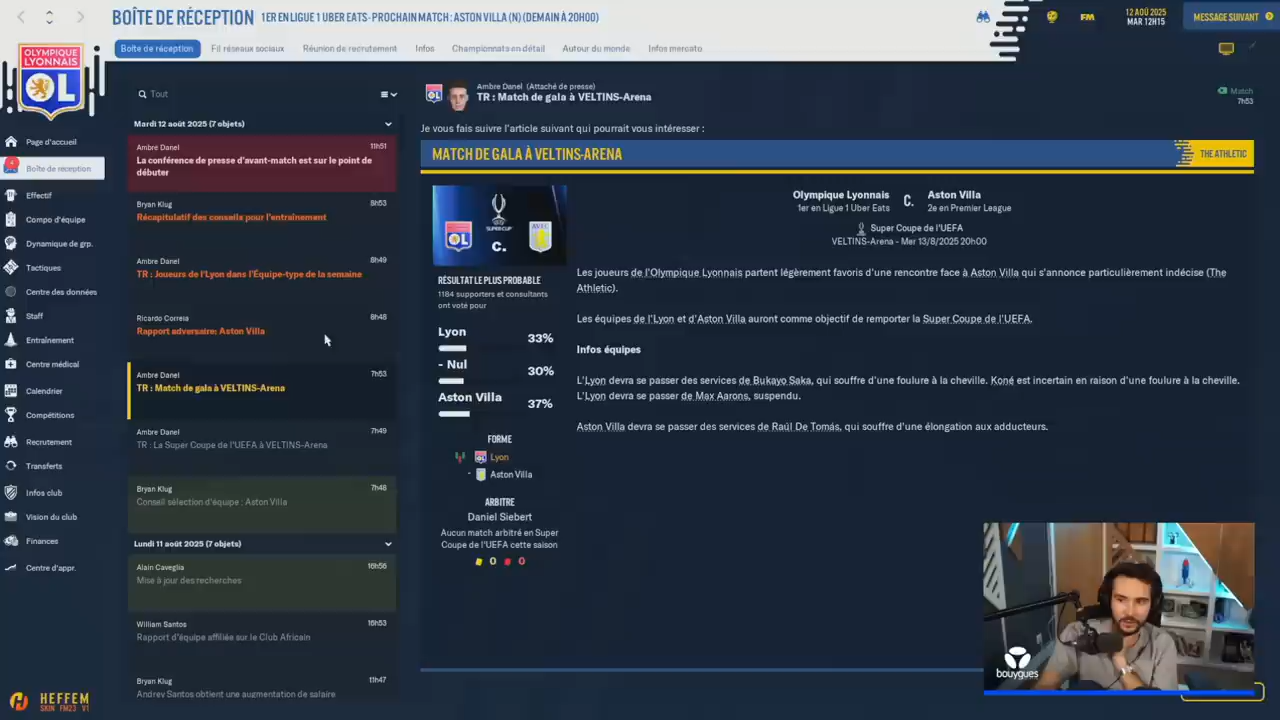 BOÎTE DE RÉCEPTION
1ER EN LIGUE 1 UBER EATS - PROCHAIN MATCH : ASTON VILLA (N) (DEMAIN À 20H00)
FM
12 AOÛ 2025
MAR 12H15
MESSAGE SUIVANT
Boîte de réception
Fil réseaux sociaux
Réunion de recrutement
Infos
Championnats en détail
Autour du monde
Infos mercato
OLYMPIQUE
LYONNAIS
OL
Page d'accueil
Boîte de réception
Effectif
Compo d'équipe
Dynamique de grp.
Tactiques
Centre des données
Staff
Entraînement
Centre médical
Calendrier
Compétitions
Recrutement
Transferts
Infos club
Vision du club
Finances
Centre d'appr.
HEFFEM
SKIN FM23 V1
Tout
Mardi 12 août 2025 (7 objets)
Ambre Danel 11h51
La conférence de presse d'avant-match est sur le point de
débuter
Bryan Klug 8h53
Récapitulatif des conseils pour l'entraînement
Ambre Danel 8h49
TR : Joueurs de l'Lyon dans l'Équipe-type de la semaine
Ricardo Correia 8h48
Rapport adversaire: Aston Villa
Ambre Danel 7h53
TR : Match de gala à VELTINS-Arena
Ambre Danel 7h49
TR : La Super Coupe de l'UEFA à VELTINS-Arena
Bryan Klug 7h48
Conseil sélection d'équipe : Aston Villa
Lundi 11 août 2025 (7 objets)
Alain Caveglia 16h56
Mise à jour des recherches
William Santos 16h53
Rapport d'équipe affiliée sur le Club Africain
Bryan Klug 11h47
Andrey Santos obtient une augmentation de salaire
Ambre Danel (Attaché de presse)
TR : Match de gala à VELTINS-Arena
Match
7h53
Je vous fais suivre l'article suivant qui pourrait vous intéresser :
MATCH DE GALA À VELTINS-ARENA
THE ATHLETIC
SUPER CUP
C.
AVFC
Olympique Lyonnais
1er en Ligue 1 Uber Eats
C.
Aston Villa
2e en Premier League
Super Coupe de l'UEFA
VELTINS-Arena - Mer 13/8/2025 20h00
RÉSULTAT LE PLUS PROBABLE
1184 supporters et consultants
ont voté pour
Lyon 33%
- Nul 30%
Aston Villa 37%
FORME
Lyon
- Aston Villa
ARBITRE
Daniel Siebert
Aucun match arbitré en Super
Coupe de l'UEFA cette saison
0 0
Les joueurs de l'Olympique Lyonnais partent légèrement favoris d'une rencontre face à Aston Villa qui s'annonce particulièrement indécise (The
Athletic).
Les équipes de l'Lyon et d'Aston Villa auront comme objectif de remporter la Super Coupe de l'UEFA.
Infos équipes
L'Lyon devra se passer des services de Bukayo Saka, qui souffre d'une foulure à la cheville. Koné est incertain en raison d'une foulure à la cheville.
L'Lyon devra se passer de Max Aarons, suspendu.
Aston Villa devra se passer des services de Raúl De Tomás, qui souffre d'une élongation aux adducteurs.
bouygues